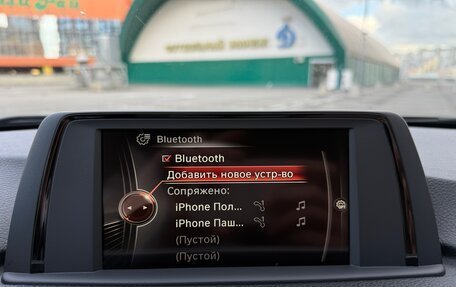 Bluetooth
Bluetooth
Добавить новое устр-во
Сопряжено:
iPhone Пол...
iPhone Паш...
(Пустой)
(Пустой)